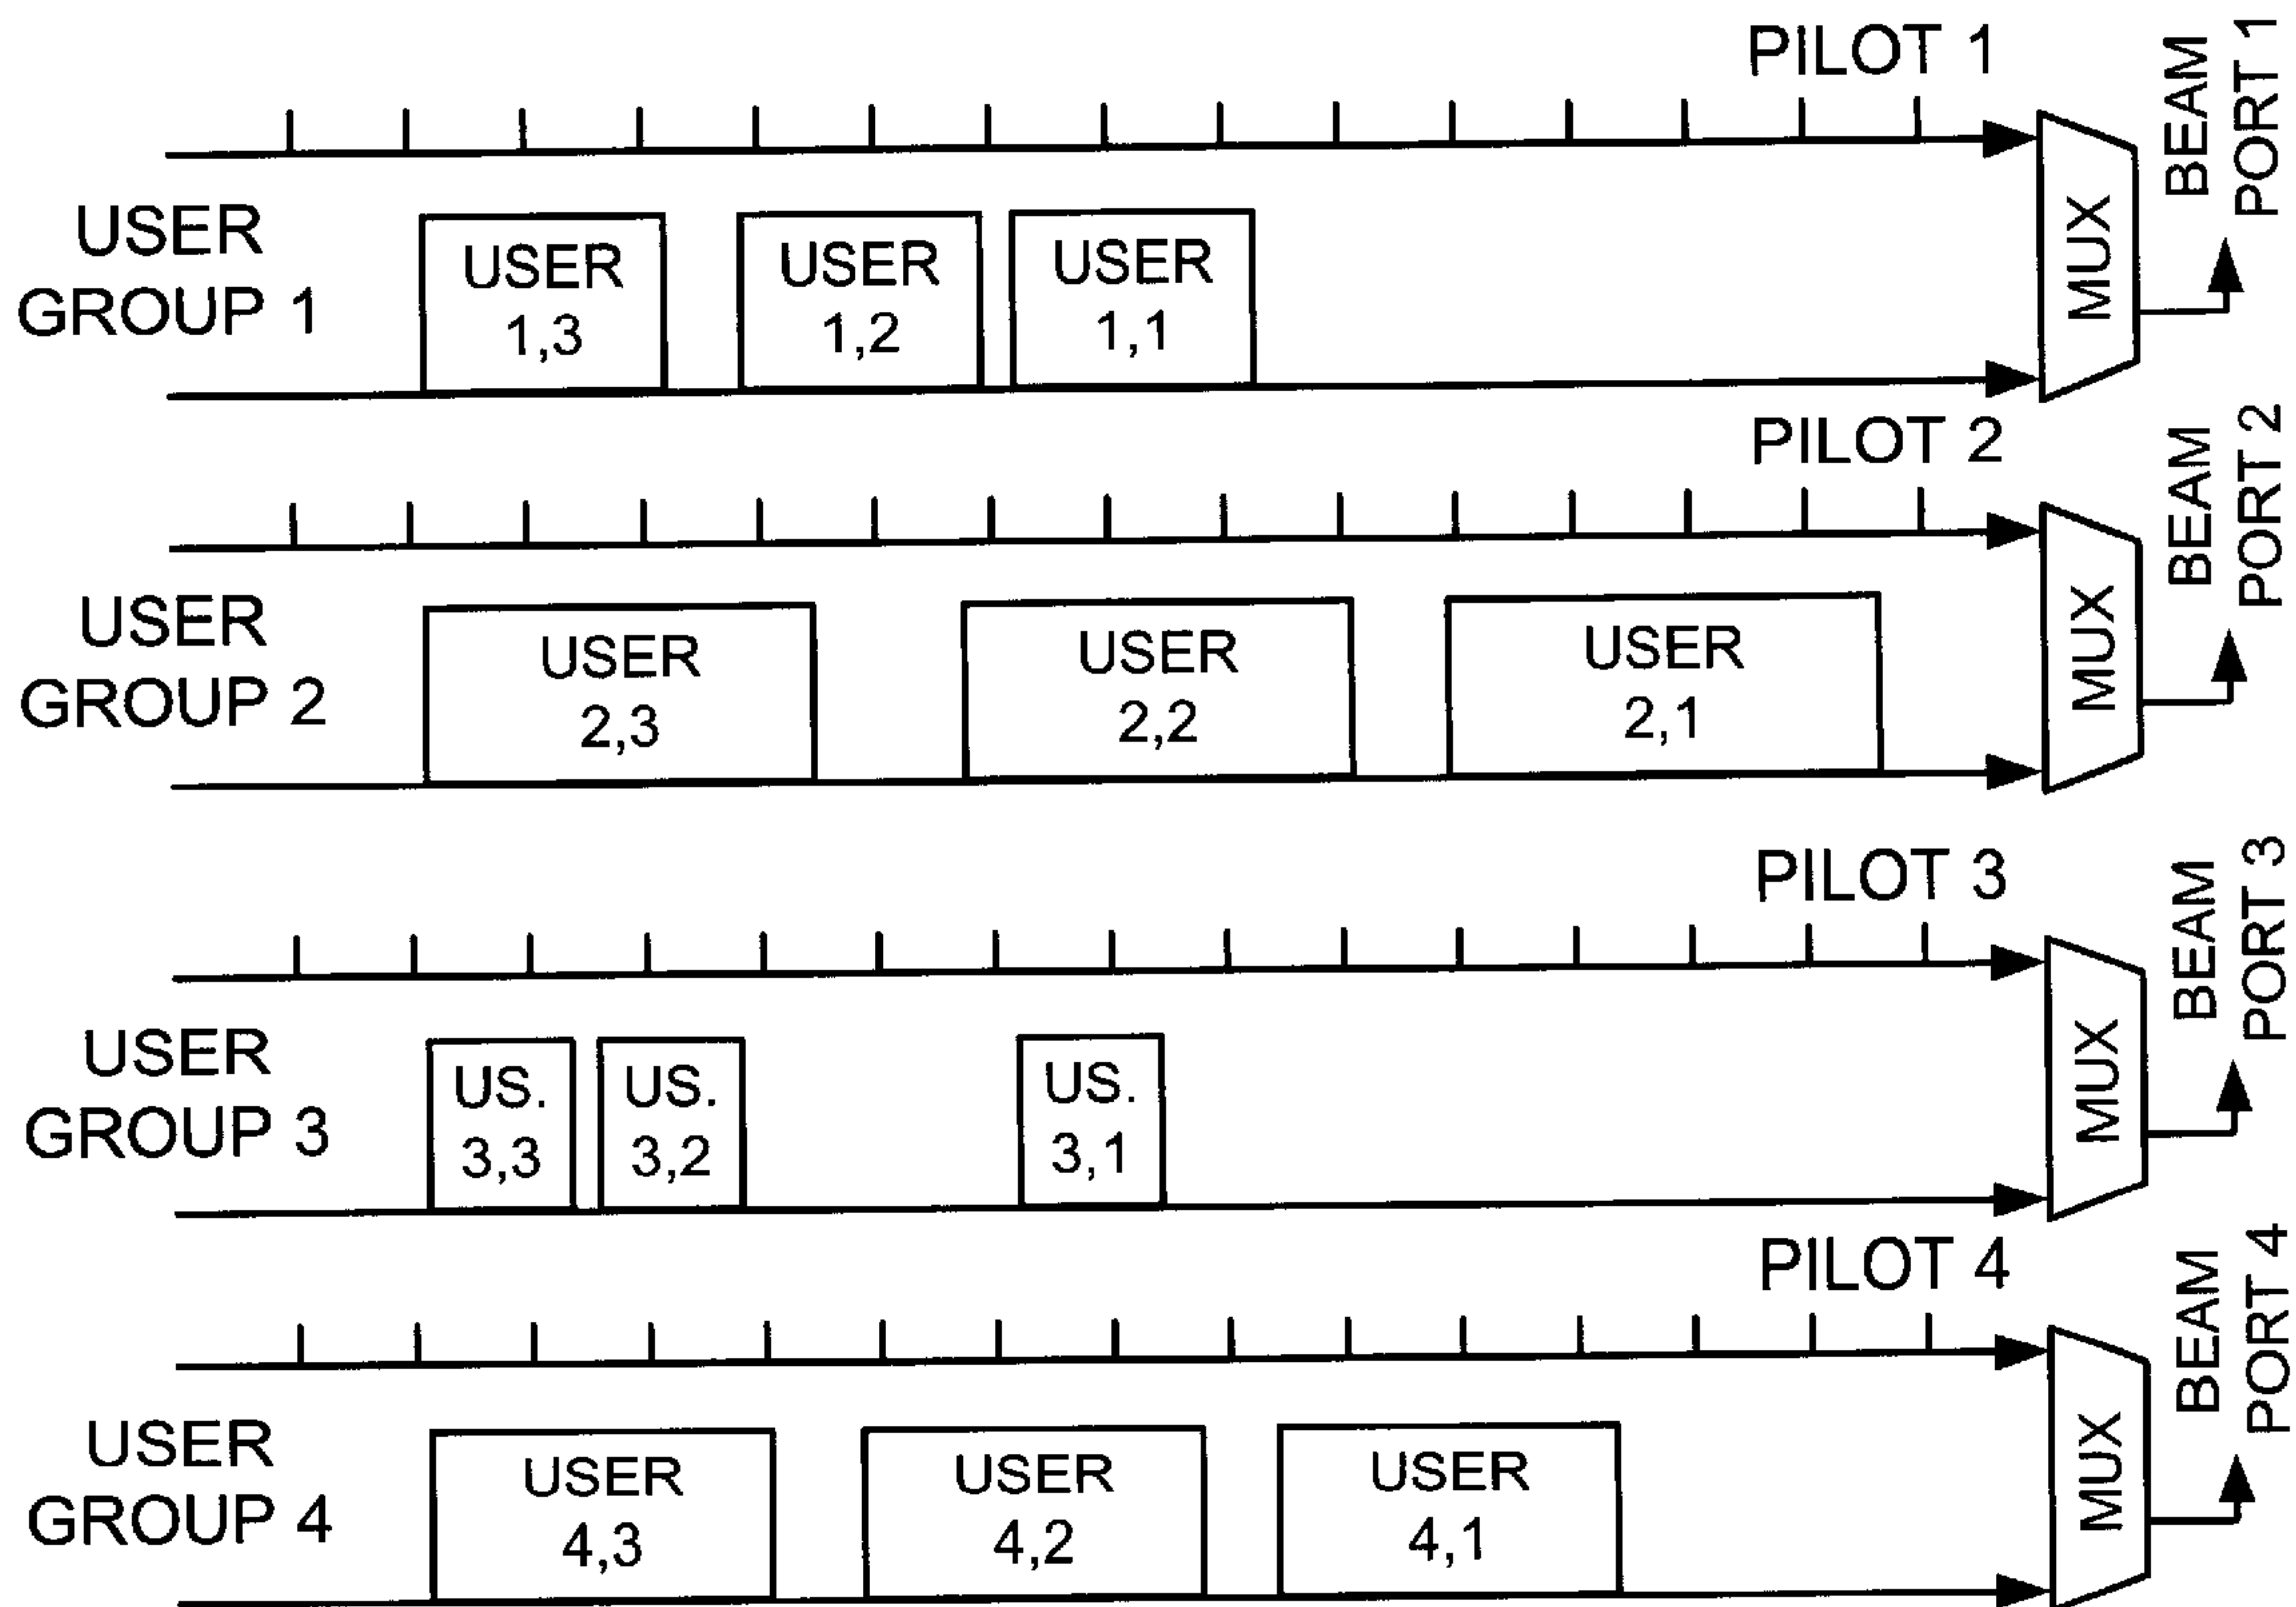 PILOT 1
BEAM
PORT 1
USER
GROUP 1
USER
1,3
USER
1,2
USER
1,1
MUX
PILOT 2
BEAM
PORT 2
USER
GROUP 2
USER
2,3
USER
2,2
USER
2,1
MUX
PILOT 3
BEAM
PORT 3
USER
GROUP 3
US.
3,3
US.
3,2
US.
3,1
MUX
PILOT 4
BEAM
PORT 4
USER
GROUP 4
USER
4,3
USER
4,2
USER
4,1
MUX